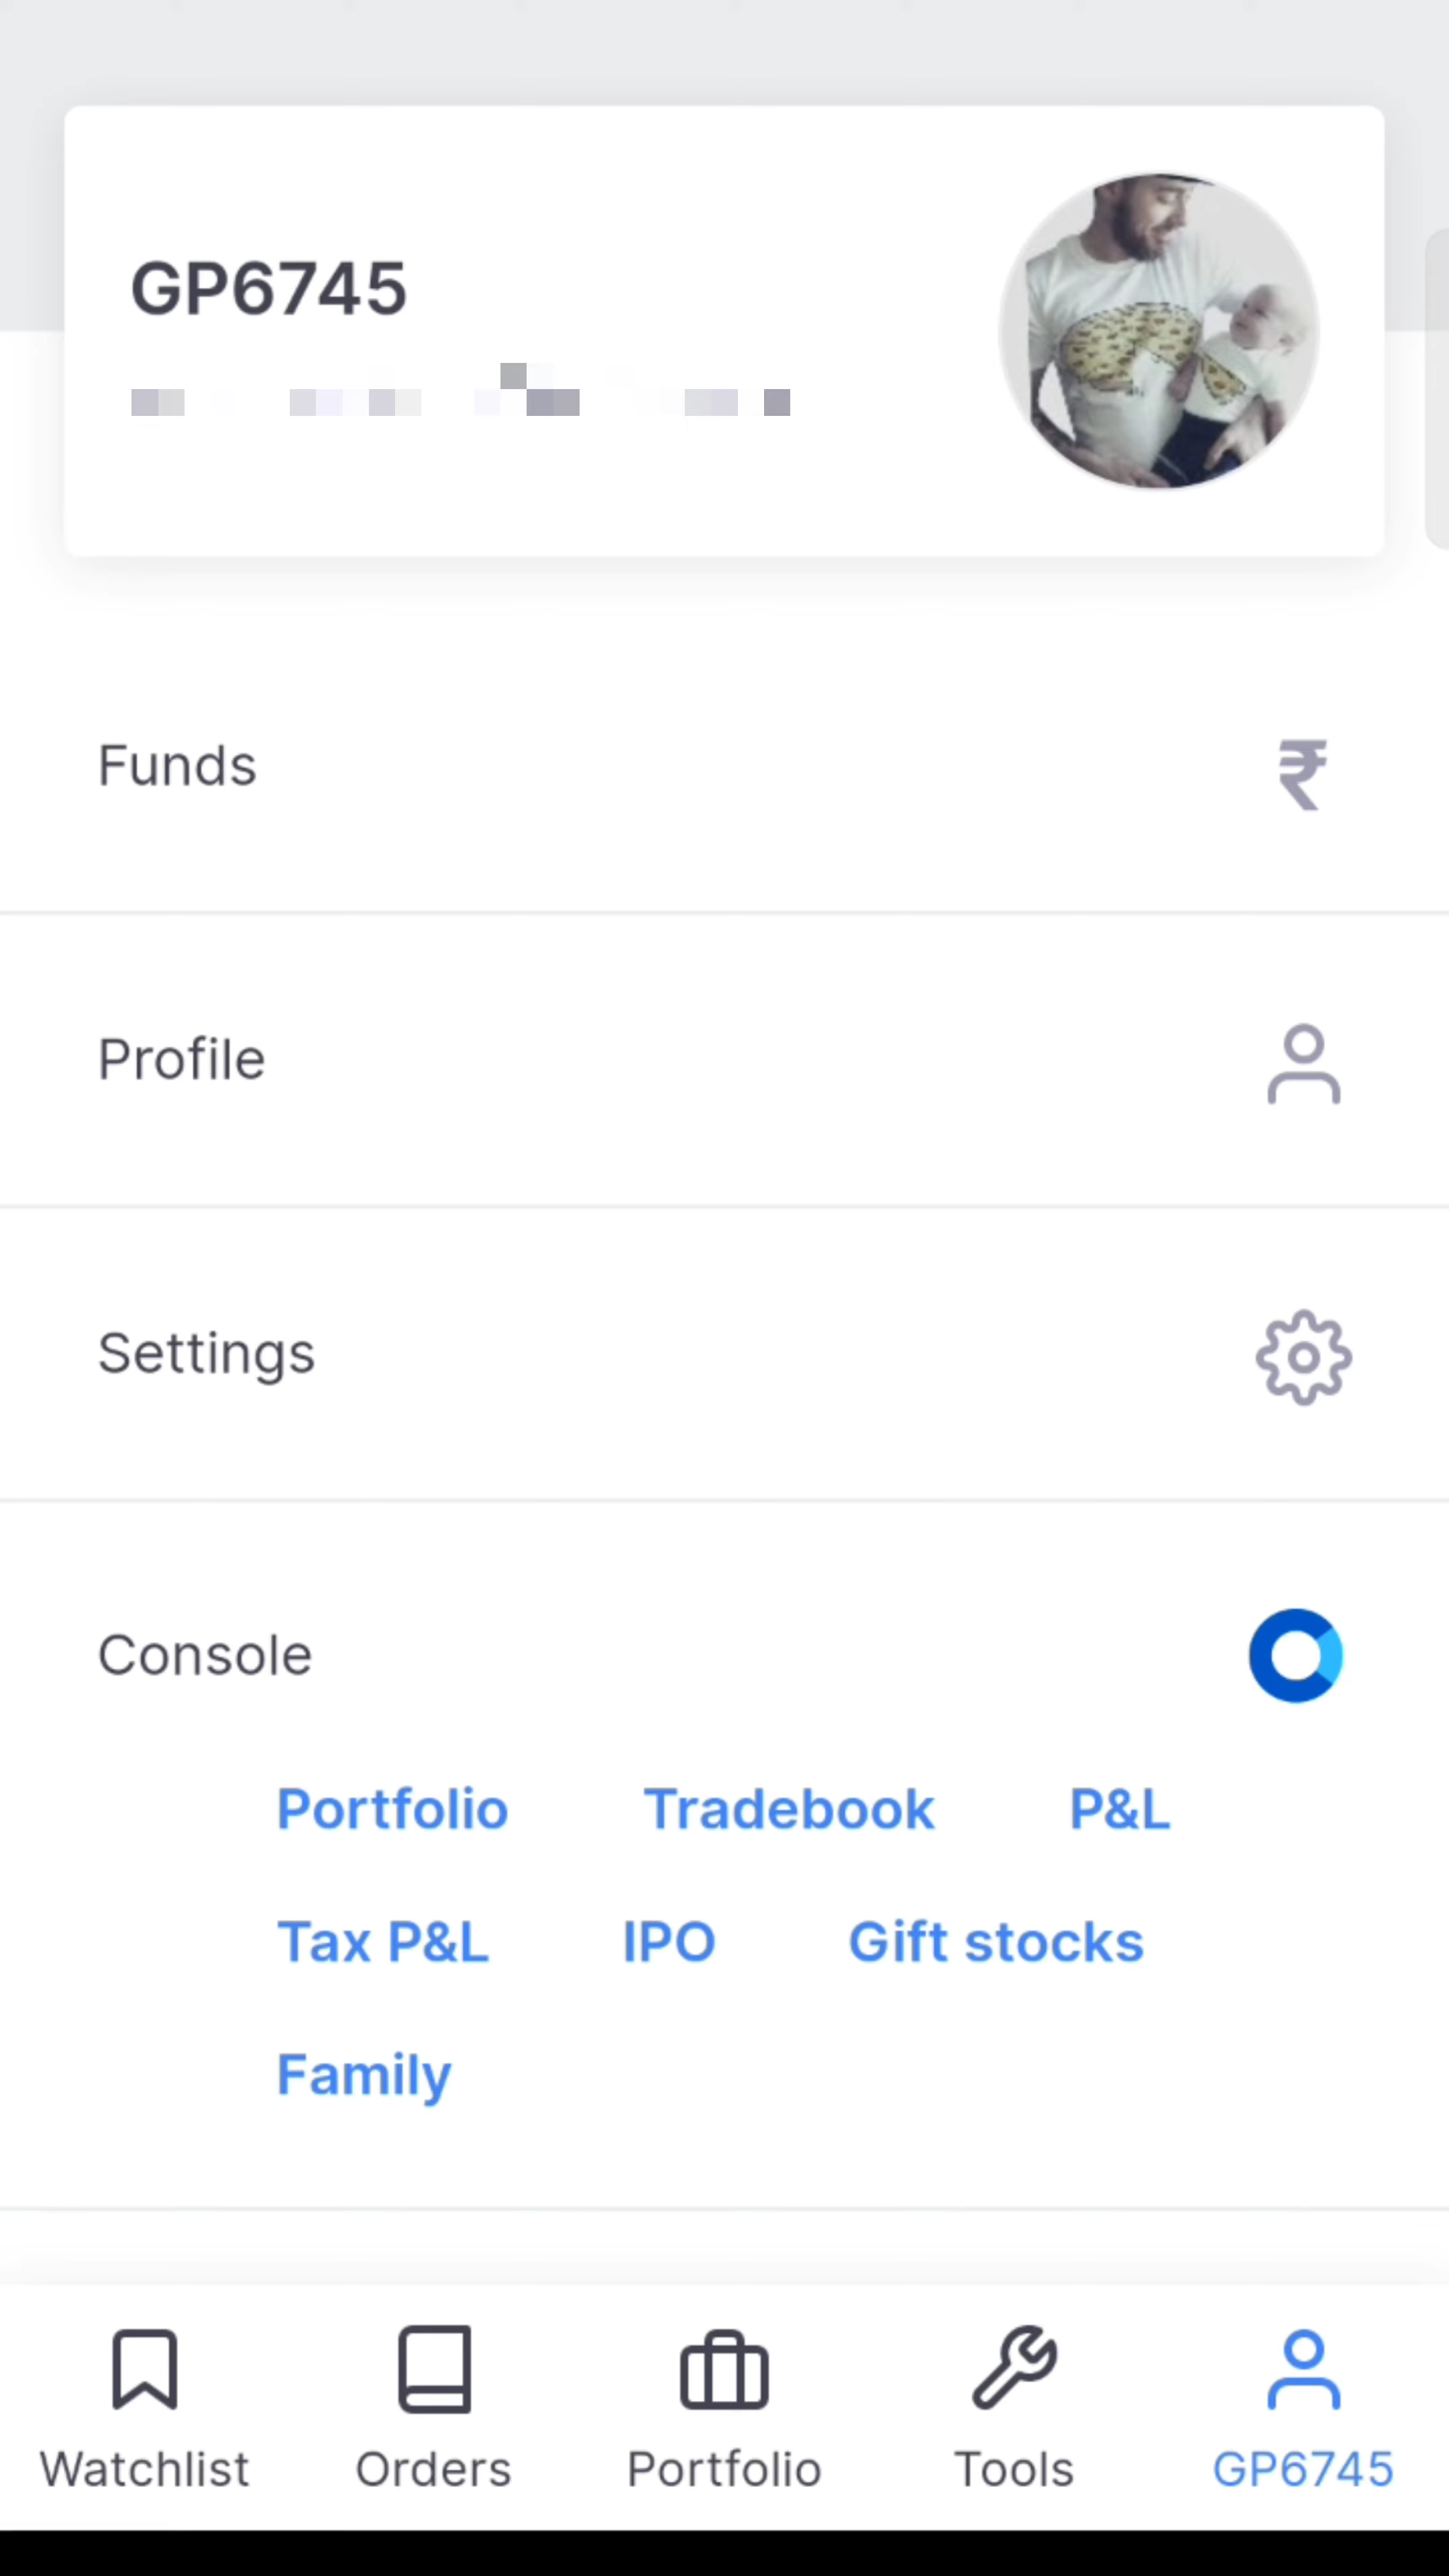 GP6745
Funds
₹
Profile
Settings
Console
Portfolio Tradebook P&L
Tax P&L IPO Gift stocks
Family
Watchlist Orders Portfolio Tools GP6745